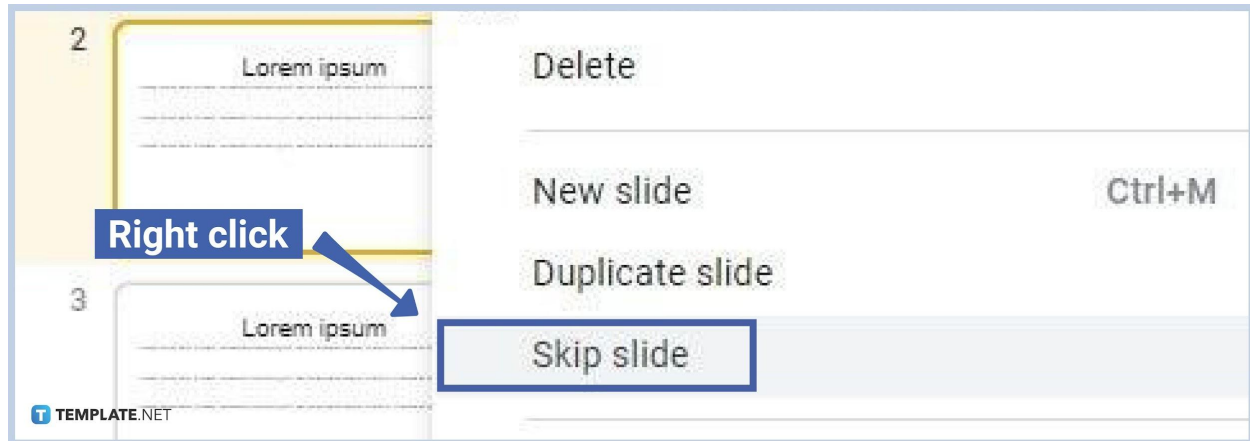 2
Lorem ipsum
Right click
3
Lorem ipsum
T TEMPLATE.NET
Delete
New slide Ctrl+M
Duplicate slide
Skip slide